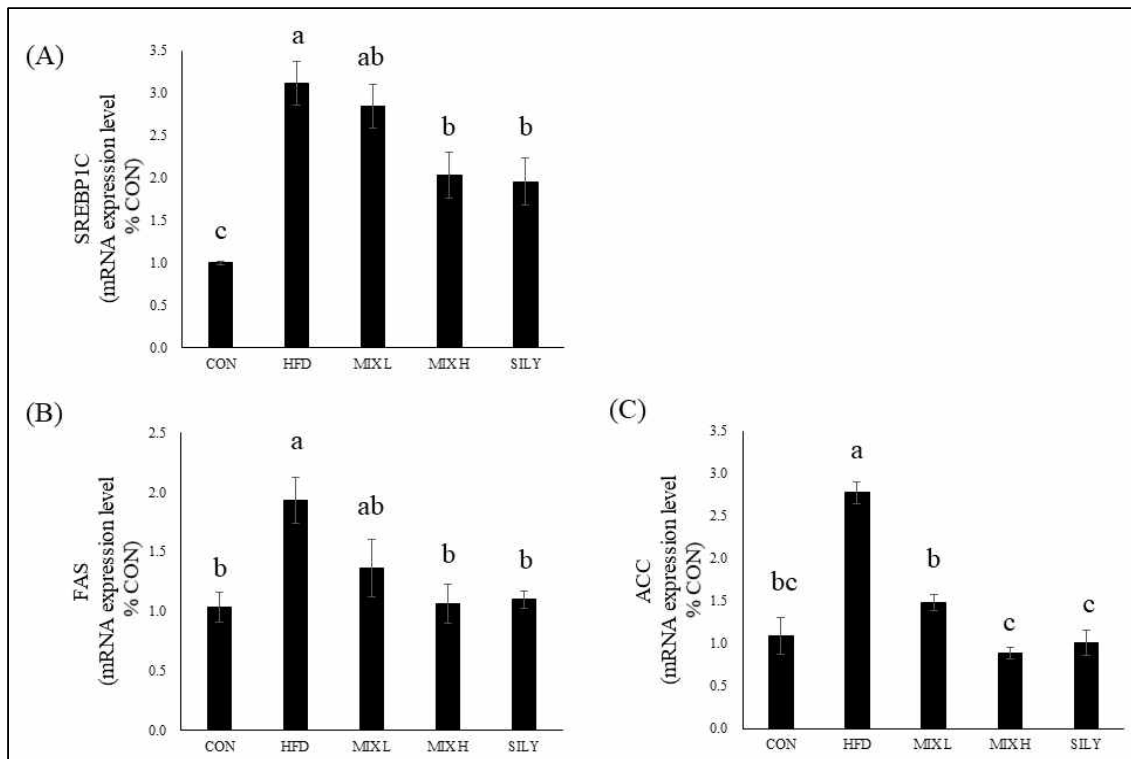 (A)
SREBP1C
(mRNA expression level
% CON)
3.5
3.0
2.5
2.0
1.5
1.0
0.5
0.0
c
a
ab
b
b
CON HFD MIX L MIX H SILY
(B)
FAS
(mRNA expression level
% CON)
2.5
2.0
1.5
1.0
0.5
0.0
b
a
ab
b
b
CON HFD MIX L MIX H SILY
(C)
ACC
(mRNA expression level
% CON)
3.5
3.0
2.5
2.0
1.5
1.0
0.5
0.0
bc
a
b
c
c
CON HFD MIX L MIX H SILY